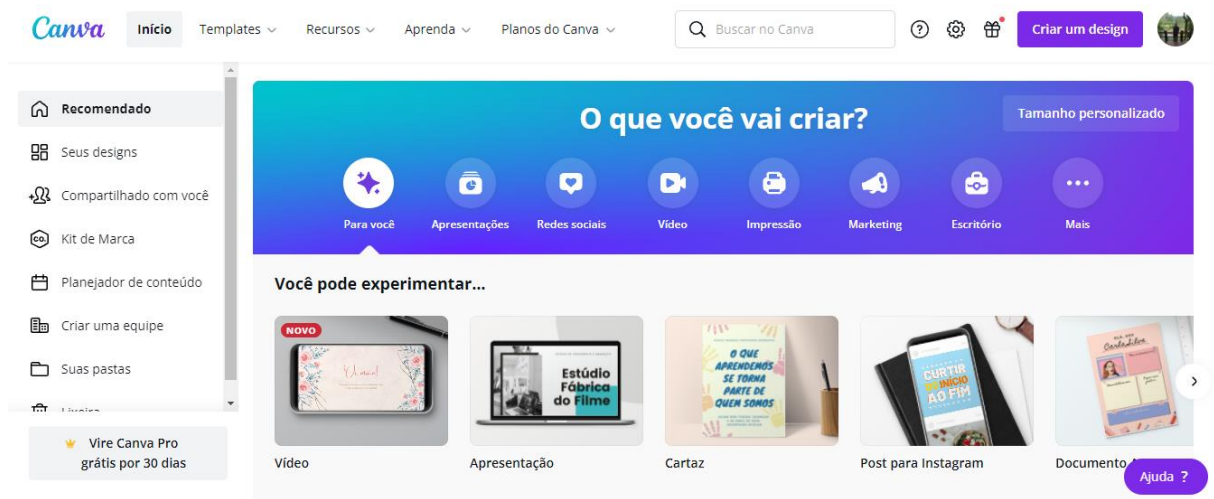 Canva
Início
Templates
Recursos
Aprenda
Planos do Canva
Buscar no Canva
Criar um design
Recomendado
Seus designs
Compartilhado com você
CO.
Kit de Marca
Planejador de conteúdo
Criar uma equipe
Suas pastas
Lixeira
Vire Canva Pro
grátis por 30 dias
O que você vai criar?
Tamanho personalizado
Para você
Apresentações
Redes sociais
Vídeo
Impressão
Marketing
Escritório
Mais
Você pode experimentar...
NOVO
Estúdio
Fábrica
do Filme
O QUE
APRENDEMOS
SE TORNA
PARTE DE
QUEM SOMOS
CURTIR
DO INÍCIO
AO FIM
Vídeo
Apresentação
Cartaz
Post para Instagram
Documento
Ajuda ?